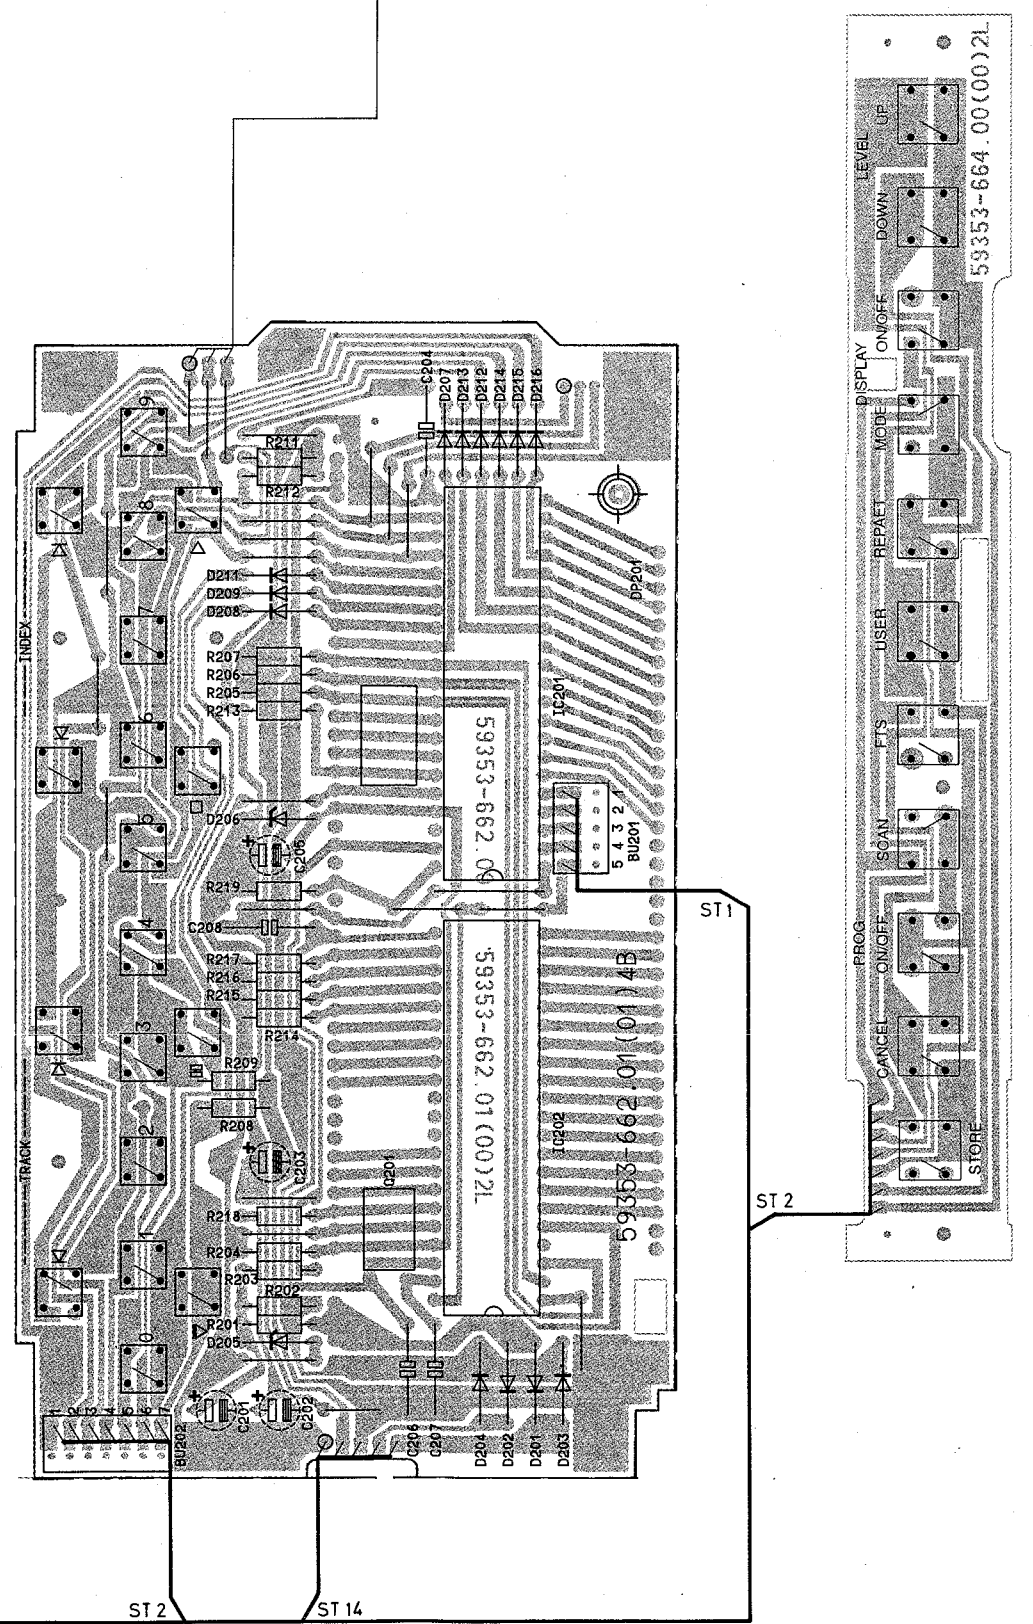 59353-664.00(00)2L
LEVEL
UP
DOWN
DISPLAY
ON/OFF
MODE
REPAET
USER
FTS
SCAN
PROG
ON/OFF
CANCEL
STORE
INDEX
TRACK
9
8
7
6
5
4
3
2
1
0
C204
D207
D213
D212
D214
D215
D216
R211
R212
D211
D209
D208
R207
R206
R205
R213
D206
C205
R219
C208
R217
R216
R215
R214
R209
R208
C203
R218
R204
R203
R202
R201
D205
C201
C202
C206
C207
D204
D202
D201
D203
Q201
DP201
IC201
IC202
59353-662.0
59353-662.01(00)2L
59353-662.01(01)4B
5 4 3 2 1
BU201
1
2
3
4
5
6
7
BU202
ST1
ST 2
ST 2
ST 14